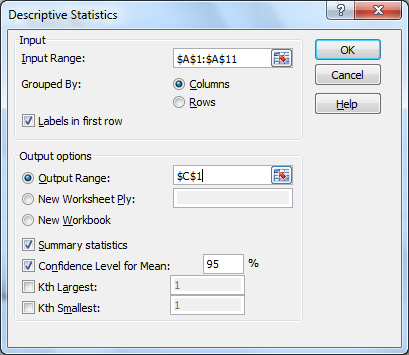 Descriptive Statistics
?
Input
Input Range: $A$1:$A$11
Grouped By: Columns
Rows
Labels in first row
OK
Cancel
Help
Output options
Output Range: $C$1
New Worksheet Ply:
New Workbook
Summary statistics
Confidence Level for Mean: 95 %
Kth Largest: 1
Kth Smallest: 1